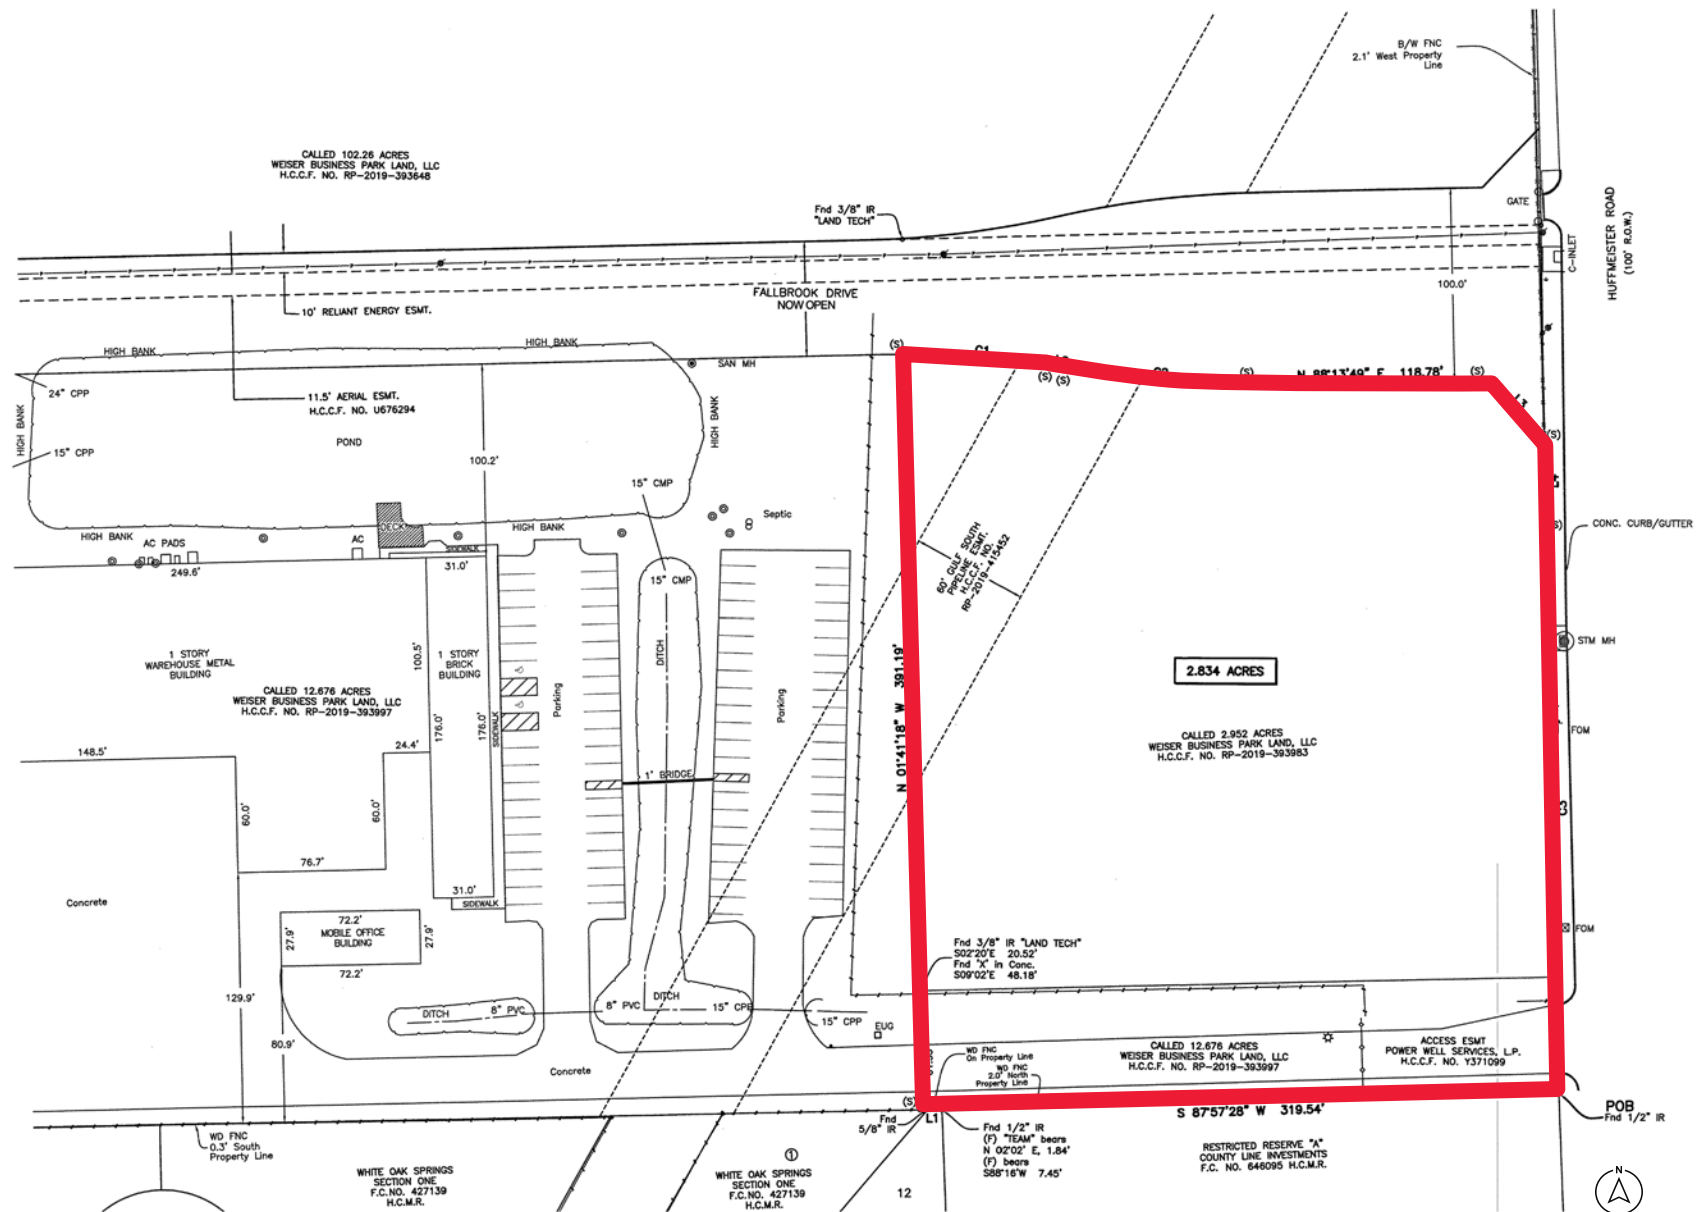 B/W FNC
2.1' West Property
Line
CALLED 102.26 ACRES
WEISER BUSINESS PARK LAND, LLC
H.C.C.F. NO. RP-2019-393648
Fnd 3/8" IR
"LAND TECH"
GATE
HUFFMEISTER ROAD
(100' R.O.W.)
C-INLET
100.0'
FALLBROOK DRIVE
NOW OPEN
10' RELIANT ENERGY ESMT.
HIGH BANK
HIGH BANK
SAN MH
(S)
(S) (S)
(S)
N 88°13'49" E 118.78'
(S)
24" CPP
11.5' AERIAL ESMT.
H.C.C.F. NO. U676294
HIGH BANK
HIGH BANK
POND
15" CPP
100.2'
15" CMP
(S)
Septic
CONC. CURB/GUTTER
DECK
HIGH BANK
HIGH BANK
AC PADS
AC
SIDEWALK
249.6'
31.0'
15" CMP
60' GULF SOUTH
PIPELINE ESMT.
H.C.C.F. NO.
RP-2019-415452
1 STORY
WAREHOUSE METAL
BUILDING
100.5'
1 STORY
BRICK
BUILDING
DITCH
STM MH
N 01°41'18" W 391.19'
2.834 ACRES
CALLED 12.676 ACRES
WEISER BUSINESS PARK LAND, LLC
H.C.C.F. NO. RP-2019-393997
Parking
Parking
176.0'
176.0'
SIDEWALK
CALLED 2.952 ACRES
WEISER BUSINESS PARK LAND, LLC
H.C.C.F. NO. RP-2019-393983
FOM
148.5'
24.4'
1' BRIDGE
60.0'
60.0'
76.7'
31.0'
SIDEWALK
Concrete
72.2'
27.9'
MOBILE OFFICE
BUILDING
27.9'
72.2'
FOM
Fnd 3/8" IR "LAND TECH"
S02°20'E 20.52'
Fnd "X" in Conc.
S09°02'E 48.18'
129.9'
DITCH
8" PVC
8" PVC
DITCH
15" CPP
15" CPP
EUG
80.9'
Concrete
WD FNC
On Property Line
WD FNC
2.0' North
Property Line
CALLED 12.676 ACRES
WEISER BUSINESS PARK LAND, LLC
H.C.C.F. NO. RP-2019-393997
ACCESS ESMT
POWER WELL SERVICES, L.P.
H.C.C.F. NO. Y371099
(S)
Fnd
5/8" IR
L1
S 87°57'28" W 319.54'
POB
Fnd 1/2" IR
WD FNC
0.3' South
Property Line
Fnd 1/2" IR
(F) "TEAM" bears
N 02°02' E, 1.84'
(F) bears
S88°16'W 7.45'
RESTRICTED RESERVE "A"
COUNTY LINE INVESTMENTS
F.C. NO. 646095 H.C.M.R.
WHITE OAK SPRINGS
SECTION ONE
F.C.NO. 427139
H.C.M.R.
1
WHITE OAK SPRINGS
SECTION ONE
F.C.NO. 427139
H.C.M.R.
12
N